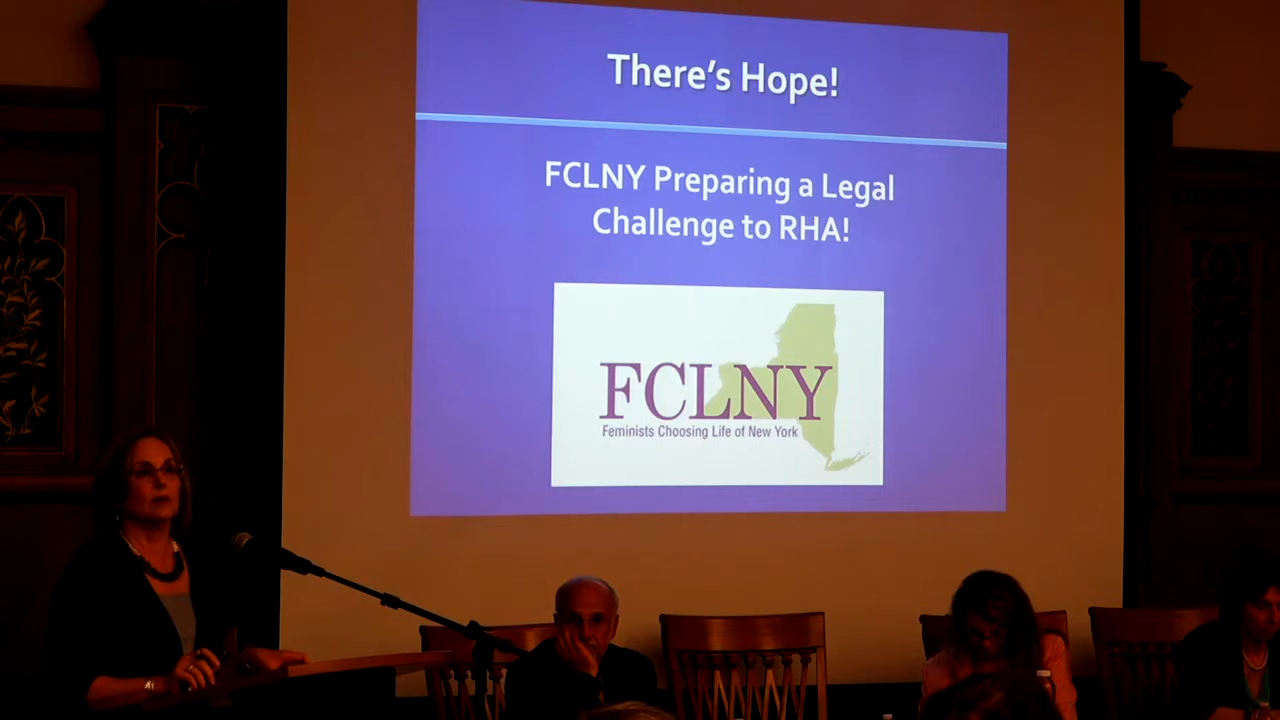 There's Hope!
FCLNY Preparing a Legal
Challenge to RHA!
FCLNY
Feminists Choosing Life of New York